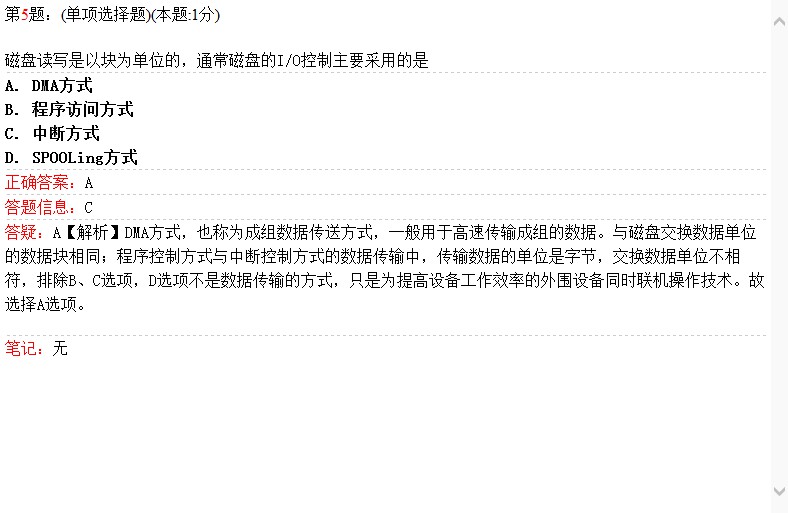 第5题：(单项选择题)(本题:1分)
磁盘读写是以块为单位的，通常磁盘的I/O控制主要采用的是
A. DMA方式
B. 程序访问方式
C. 中断方式
D. SPOOLing方式
正确答案：A
答题信息：C
答疑：A【解析】DMA方式，也称为成组数据传送方式，一般用于高速传输成组的数据。与磁盘交换数据单位
的数据块相同；程序控制方式与中断控制方式的数据传输中，传输数据的单位是字节，交换数据单位不相
符，排除B、C选项，D选项不是数据传输的方式，只是为提高设备工作效率的外围设备同时联机操作技术。故
选择A选项。
笔记：无